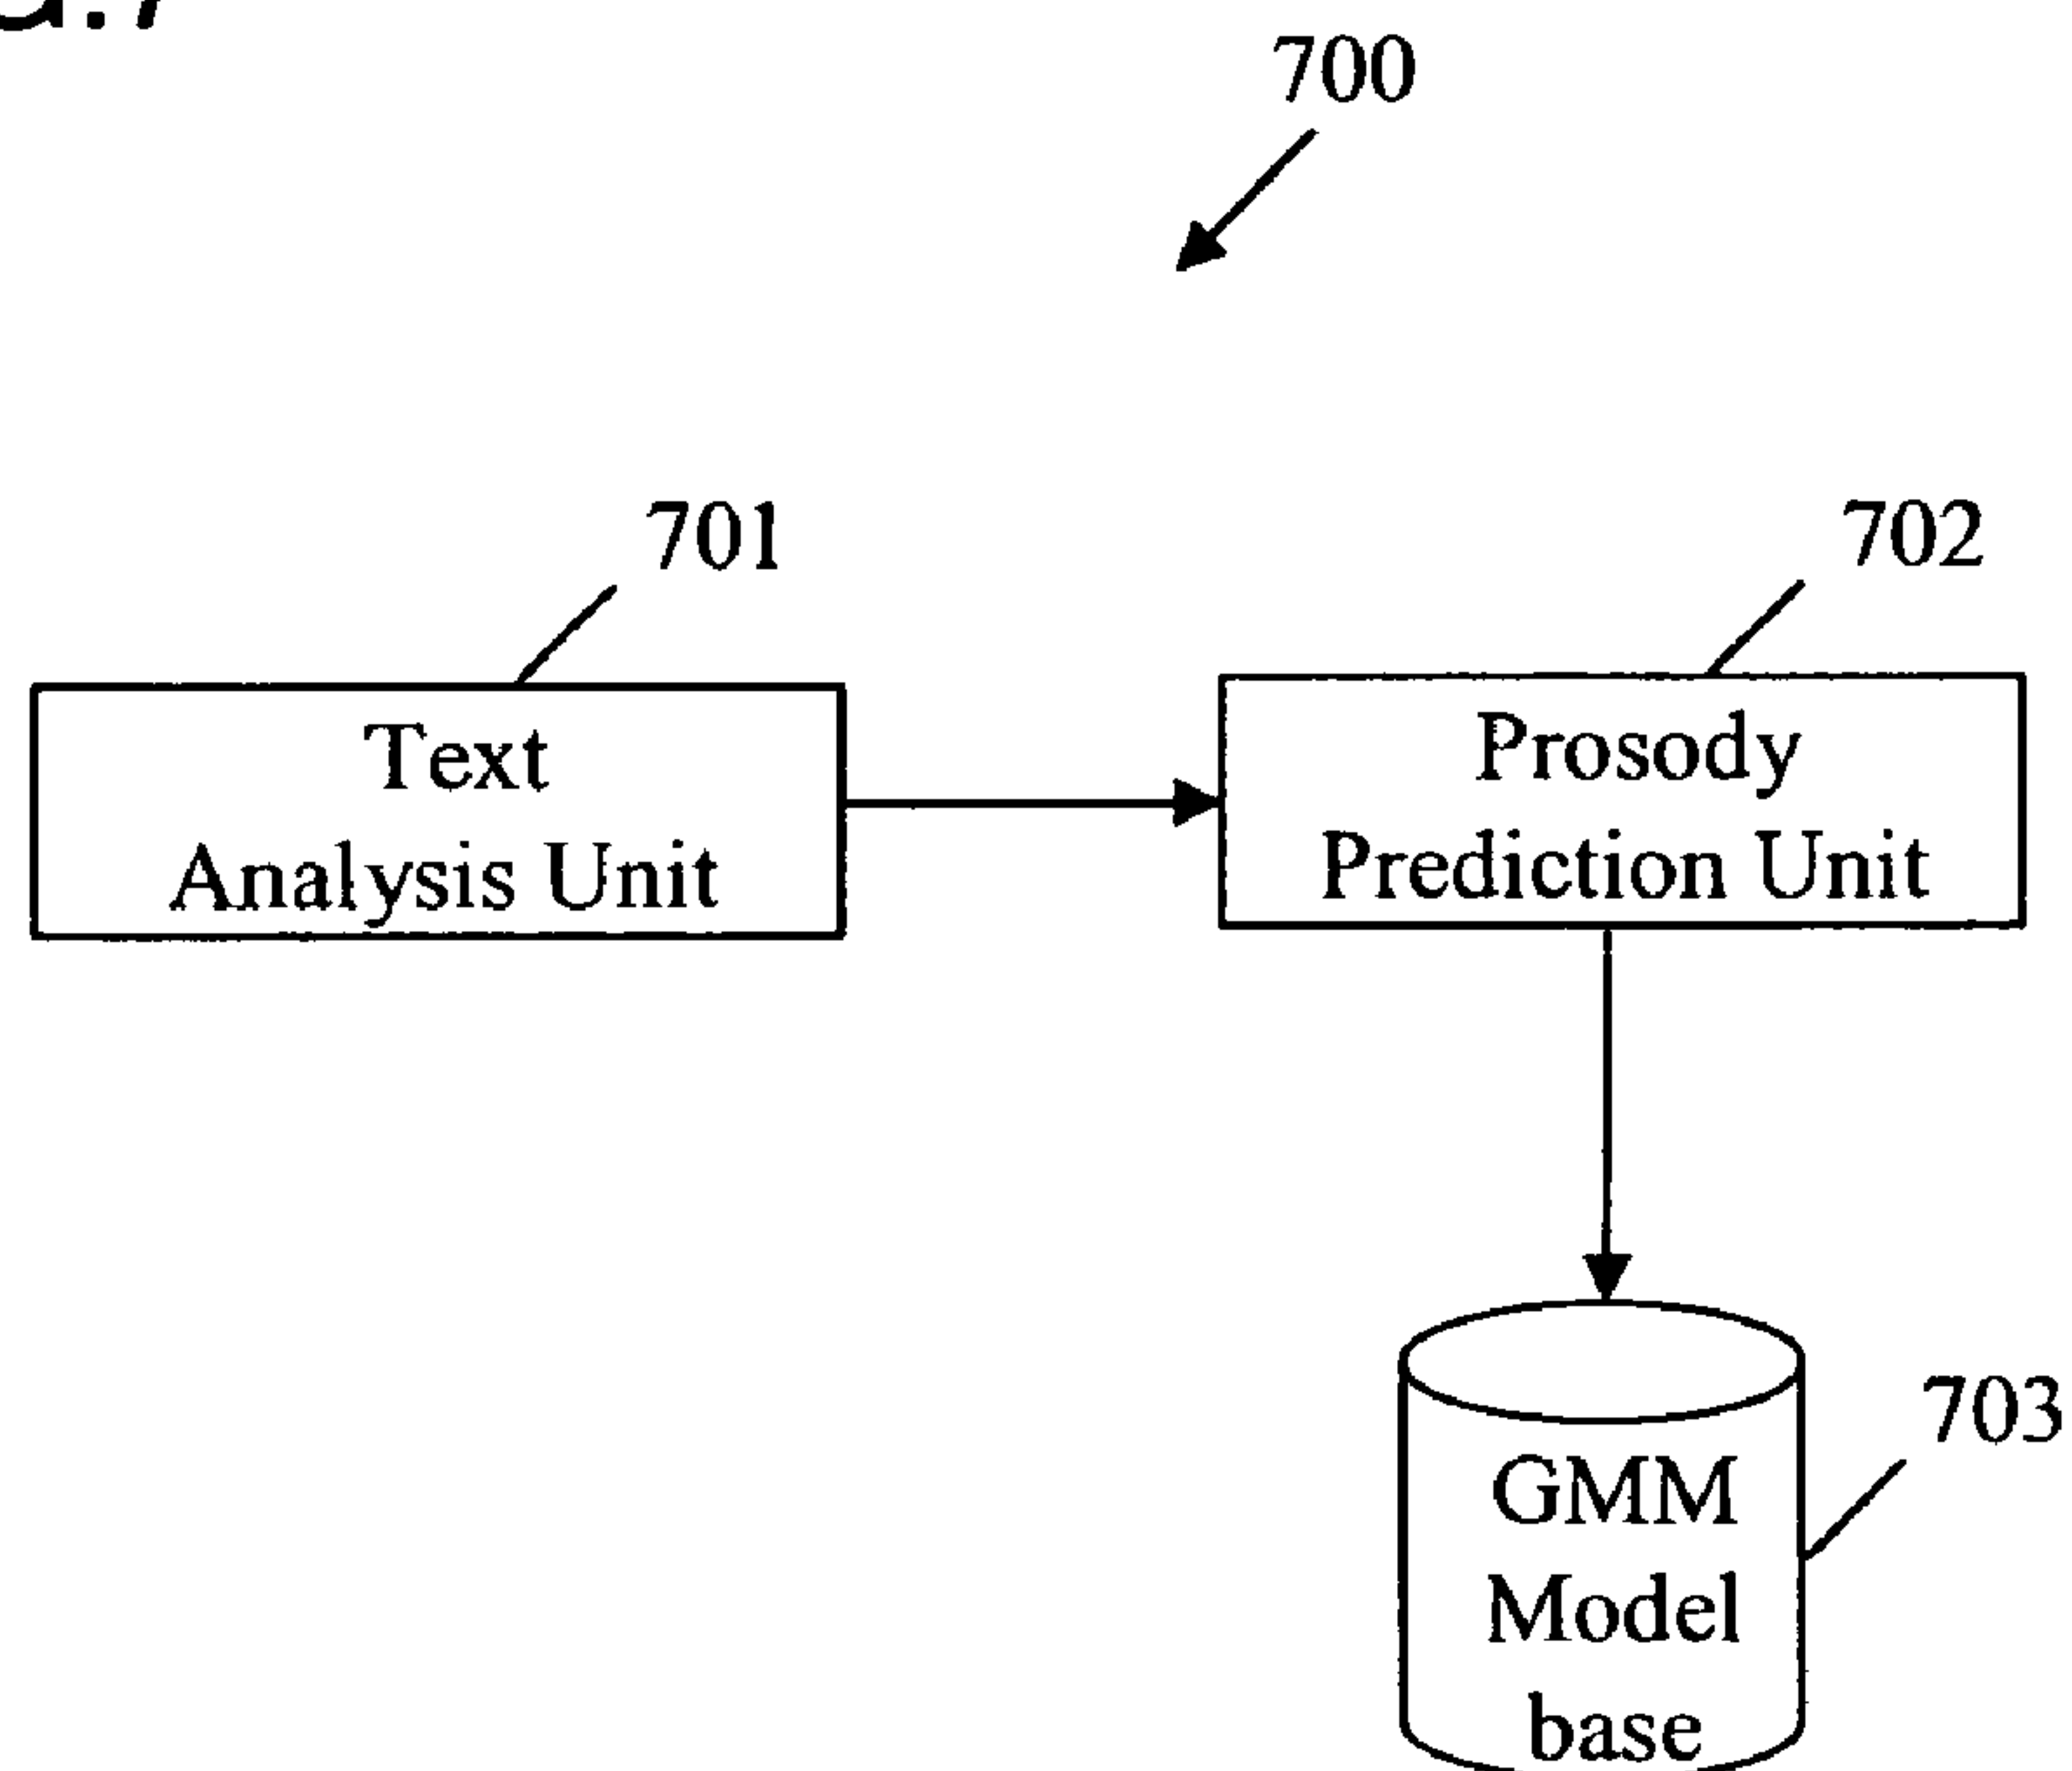 700
701
702
Text
Analysis Unit
Prosody
Prediction Unit
703
GMM
Model
base